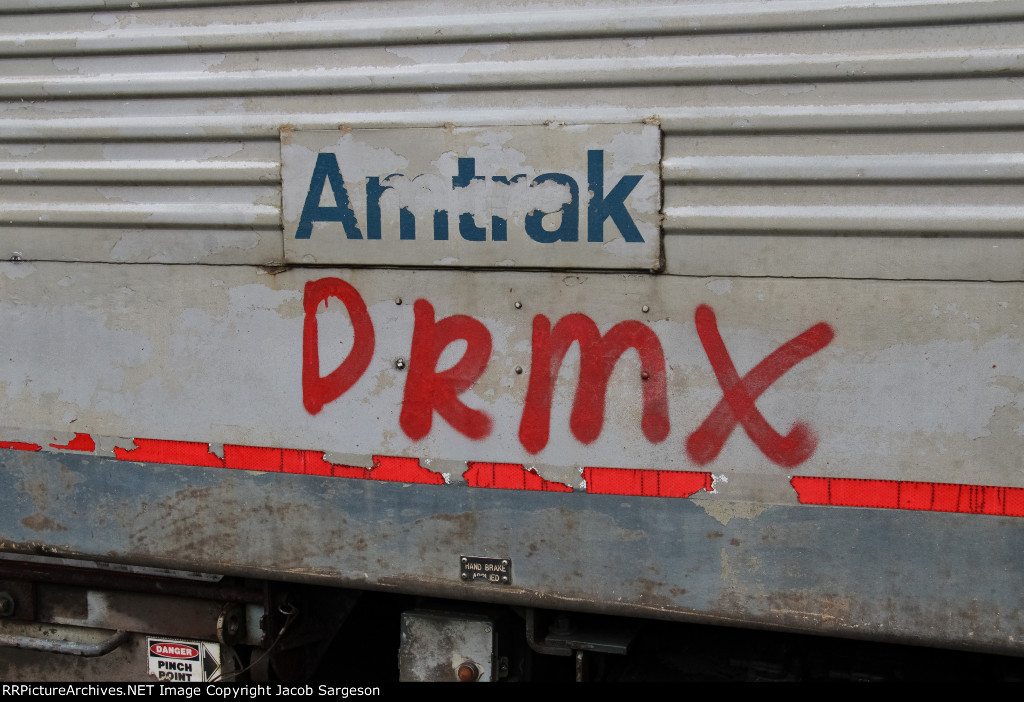 Amtrak
DRMX
HAND BRAKE
APPLIED
DANGER
PINCH
POINT
RRPictureArchives.NET Image Copyright Jacob Sargeson